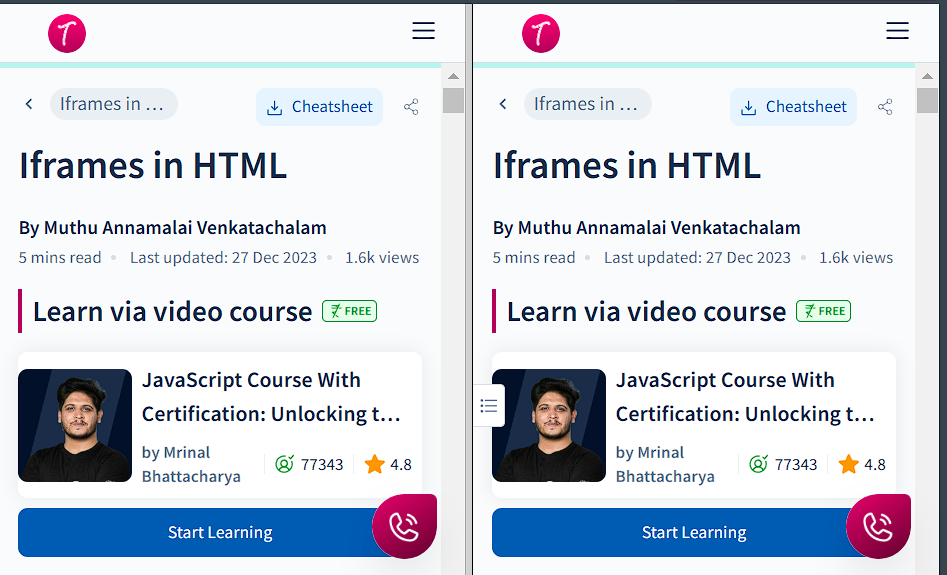 T
Iframes in ...
Cheatsheet
Iframes in HTML
By Muthu Annamalai Venkatachalam
5 mins read • Last updated: 27 Dec 2023 • 1.6k views
Learn via video course FREE
JavaScript Course With
Certification: Unlocking t...
by Mrinal
Bhattacharya
77343
4.8
Start Learning
T
Iframes in ...
Cheatsheet
Iframes in HTML
By Muthu Annamalai Venkatachalam
5 mins read • Last updated: 27 Dec 2023 • 1.6k views
Learn via video course FREE
JavaScript Course With
Certification: Unlocking t...
by Mrinal
Bhattacharya
77343
4.8
Start Learning